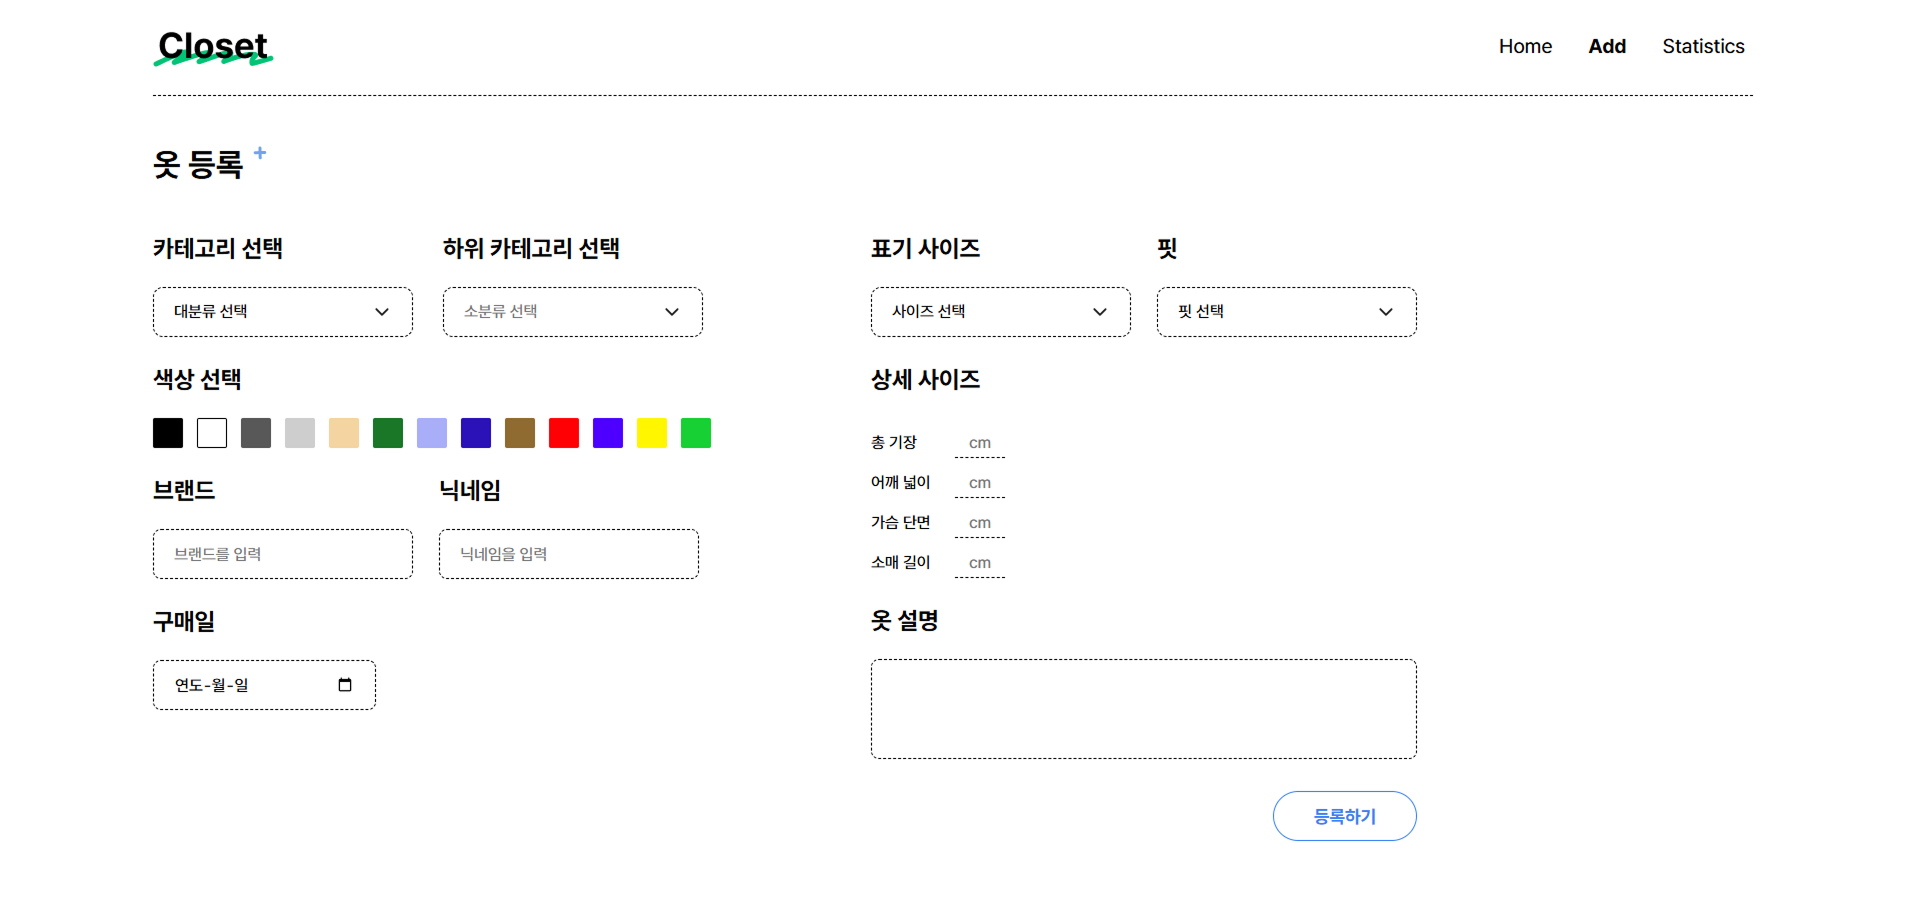 Closet
Home Add Statistics
옷 등록 +
카테고리 선택 하위 카테고리 선택
대분류 선택 소분류 선택
색상 선택
브랜드 닉네임
브랜드를 입력 닉네임을 입력
구매일
연도-월-일
표기 사이즈 핏
사이즈 선택 핏 선택
상세 사이즈
총 기장 cm
어깨 넓이 cm
가슴 단면 cm
소매 길이 cm
옷 설명
등록하기